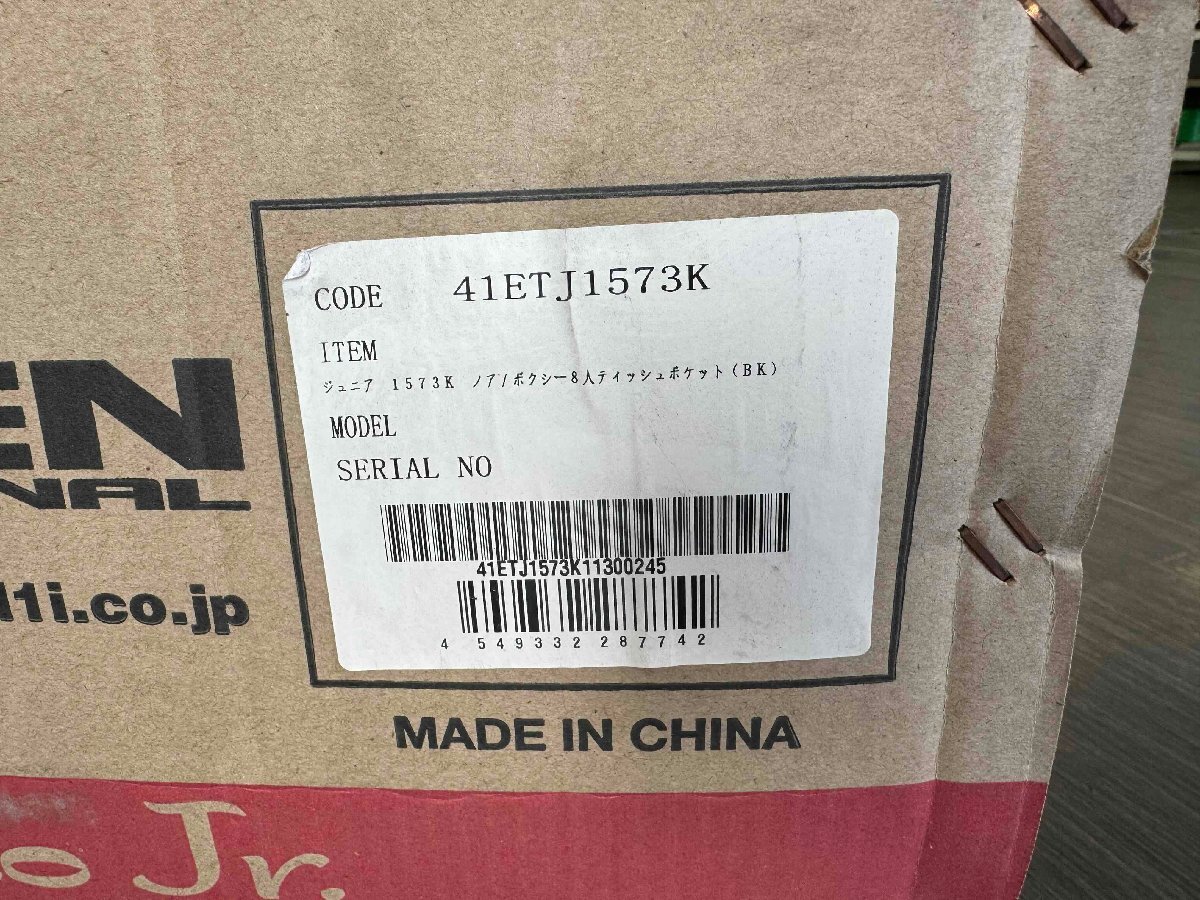 CODE 41ETJ1573K
ITEM
ジュニア 1573K ノア/ボクシー8人ティッシュポケット(BK)
MODEL
SERIAL NO
41ETJ1573K11300245
4 549332 287742
EN
NAL
1i.co.jp
MADE IN CHINA
o Jr.